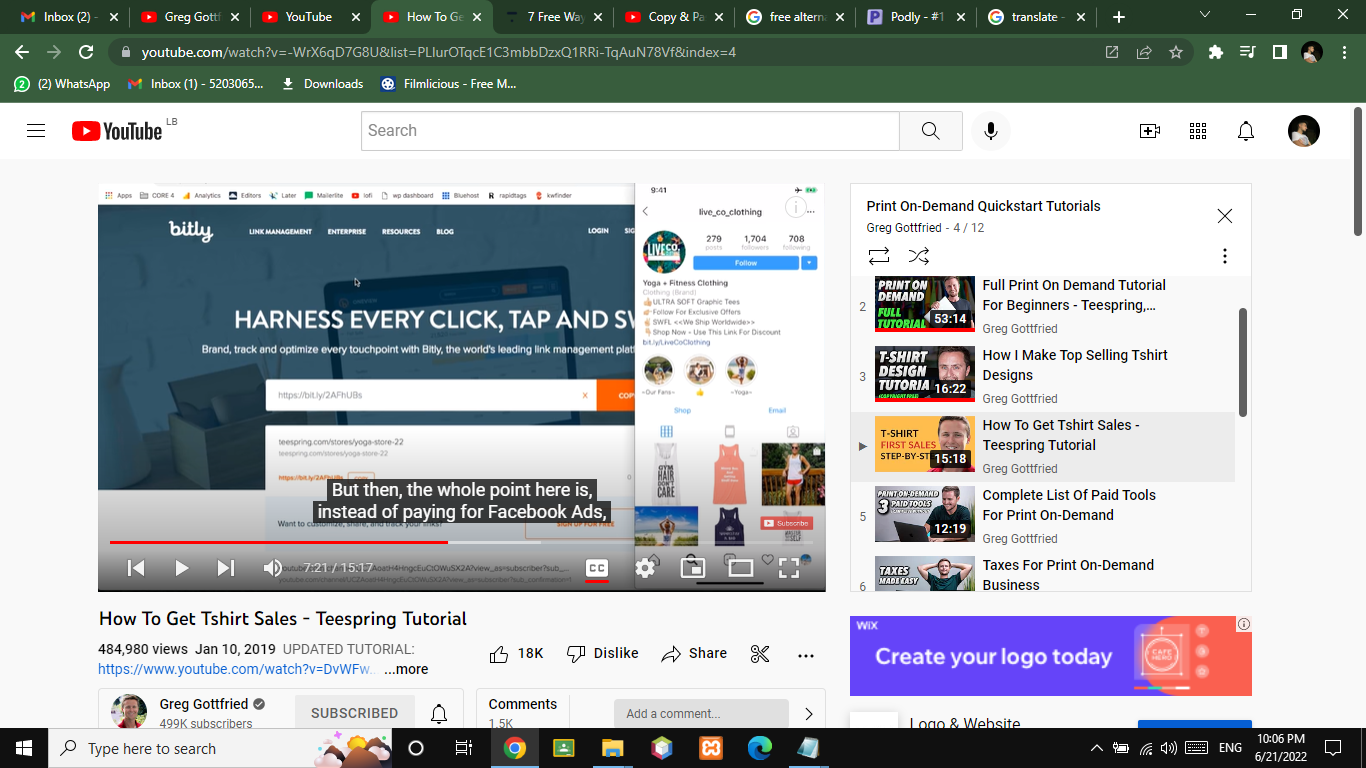 Inbox (2) -
Greg Gottf
YouTube
How To Ge
7 Free Way
Copy & Pa
free altern
Podly - #1
translate -
youtube.com/watch?v=-WrX6qD7G8U&list=PLIurOTqcE1C3mbbDzxQ1RRi-TqAuN78Vf&index=4
(2) WhatsApp
Inbox (1) - 5203065...
Downloads
Filmlicious - Free M...
YouTube LB
Search
Apps CORE 4 Analytics Editors Later Mailerlite lofi wp dashboard Bluehost rapidtags kwfinder
bitly
LINK MANAGEMENT ENTERPRISE RESOURCES BLOG LOGIN
HARNESS EVERY CLICK, TAP AND SW
Brand, track and optimize every touchpoint with Bitly, the world's leading link management platf
https://bit.ly/2AFhUBs x COP
teespring.com/stores/yoga-store-22
teespring.com/stores/yoga-store-22
Want to customize, share, and track your links?
SIGN UP FOR FREE
9:41
live_co_clothing
279 1,704 708
posts followers following
Follow
LIVECO.
Yoga + Fitness Clothing
Clothing (Brand)
ULTRA SOFT Graphic Tees
Follow For Exclusive Offers
SWFL <<We Ship Worldwide>>
Shop Now - Use This Link For Discount
bit.ly/LiveCoClothing
~Our Fans~
~Yoga~
Shop Email
GYM
HAIR
DON'T
CARE
Subscribe
But then, the whole point here is,
instead of paying for Facebook Ads,
7:21 / 15:17
CC
Print On-Demand Quickstart Tutorials
Greg Gottfried - 4 / 12
2
PRINT ON
DEMAND
FULL
TUTORIAL
53:14
Full Print On Demand Tutorial
For Beginners - Teespring,...
Greg Gottfried
3
T-SHIRT
DESIGN
TUTORIA
16:22
How I Make Top Selling Tshirt
Designs
Greg Gottfried
T-SHIRT
FIRST SALES
STEP-BY-ST
15:18
How To Get Tshirt Sales -
Teespring Tutorial
Greg Gottfried
5
PRINT ON-DEMAND
3 PAID
TOOLS
12:19
Complete List Of Paid Tools
For Print On-Demand
Greg Gottfried
6
TAXES
MADE EASY
Taxes For Print On-Demand
Business
How To Get Tshirt Sales - Teespring Tutorial
484,980 views Jan 10, 2019 UPDATED TUTORIAL:
https://www.youtube.com/watch?v=DvWFw... ...more
18K
Dislike
Share
Greg Gottfried
499K subscribers
SUBSCRIBED
Comments
1.5K
Add a comment...
WiX
Create your logo today
CAFE
HERO
Logo & Website
Type here to search
ENG
10:06 PM
6/21/2022